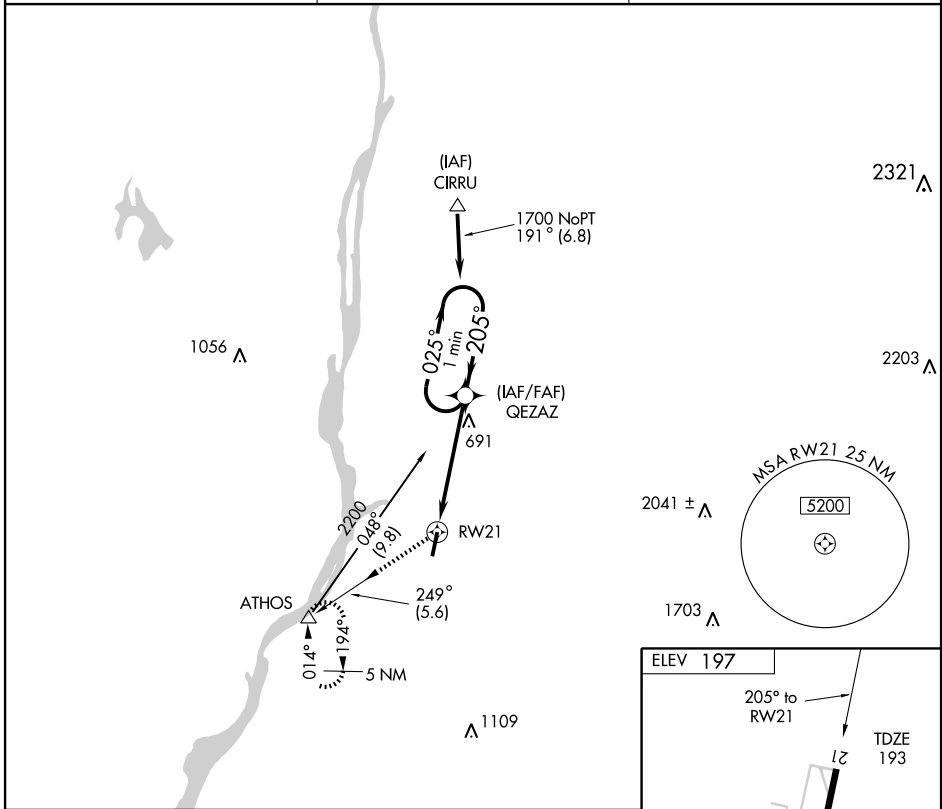 (IAF)
CIRRU
2321
1700 NoPT
191° (6.8)
025°
1 min
205°
1056
2203
(IAF/FAF)
QEZAZ
691
MSA RW21 25 NM
5200
2041 ±
2200
048°
(9.8)
RW21
249°
(5.6)
ATHOS
014°
194°
5 NM
1703
1109
ELEV 197
205° to
RW21
21
TDZE
193